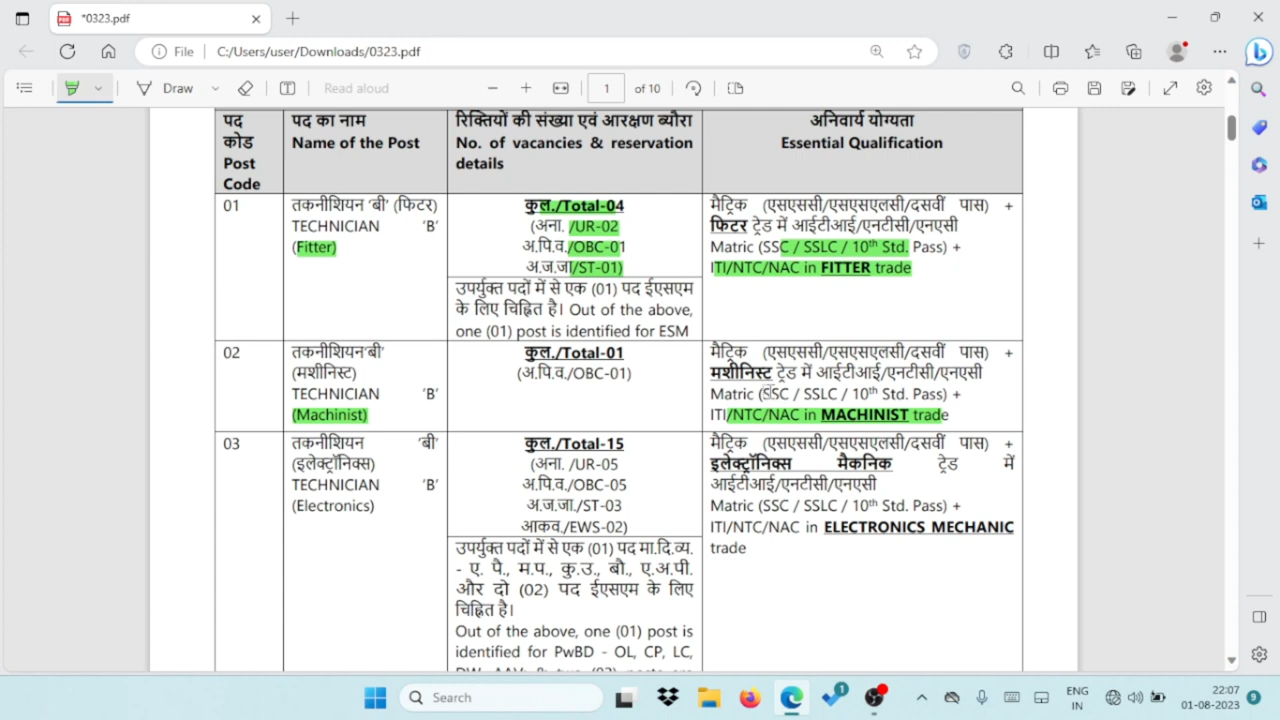 *0323.pdf
File
C:/Users/user/Downloads/0323.pdf
Draw
Read aloud
1
of 10
पद कोड Post Code
पद का नाम
Name of the Post
रिक्तियों की संख्या एवं आरक्षण ब्यौरा
No. of vacancies & reservation
details
अनिवार्य योग्यता
Essential Qualification
01
तकनीशियन 'बी' (फिटर)
TECHNICIAN 'B'
(Fitter)
कुल./Total-04
(अना. /UR-02
अ.पि.व./OBC-01
अ.ज.जा/ST-01)
उपर्युक्त पदों में से एक (01) पद ईएसएम
के लिए चिह्नित है। Out of the above,
one (01) post is identified for ESM
मैट्रिक (एसएससी/एसएसएलसी/दसवीं पास) +
फिटर ट्रेड में आईटीआई/एनटीसी/एनएसी
Matric (SSC / SSLC / 10th Std. Pass) +
ITI/NTC/NAC in FITTER trade
02
तकनीशियन'बी'
(मशीनिस्ट)
TECHNICIAN 'B'
(Machinist)
कुल./Total-01
(अ.पि.व./OBC-01)
मैट्रिक (एसएससी/एसएसएलसी/दसवीं पास) +
मशीनिस्ट ट्रेड में आईटीआई/एनटीसी/एनएसी
Matric (SSC / SSLC / 10th Std. Pass) +
ITI/NTC/NAC in MACHINIST trade
03
तकनीशियन 'बी'
(इलेक्ट्रॉनिक्स)
TECHNICIAN 'B'
(Electronics)
कुल./Total-15
(अना. /UR-05
अ.पि.व./OBC-05
अ.ज.जा./ST-03
आकव./EWS-02)
उपर्युक्त पदों में से एक (01) पद मा.दि.व्य.
- ए. पै., म.प., कु.उ., बौ., ए.अ.पी.
और दो (02) पद ईएसएम के लिए
चिह्नित है।
Out of the above, one (01) post is
identified for PwBD - OL, CP, LC,
मैट्रिक (एसएससी/एसएसएलसी/दसवीं पास) +
इलेक्ट्रॉनिक्स मैकनिक ट्रेड में
आईटीआई/एनटीसी/एनएसी
Matric (SSC / SSLC / 10th Std. Pass) +
ITI/NTC/NAC in ELECTRONICS MECHANIC
trade
Search
1
ENG
IN
22:07
01-08-2023
9